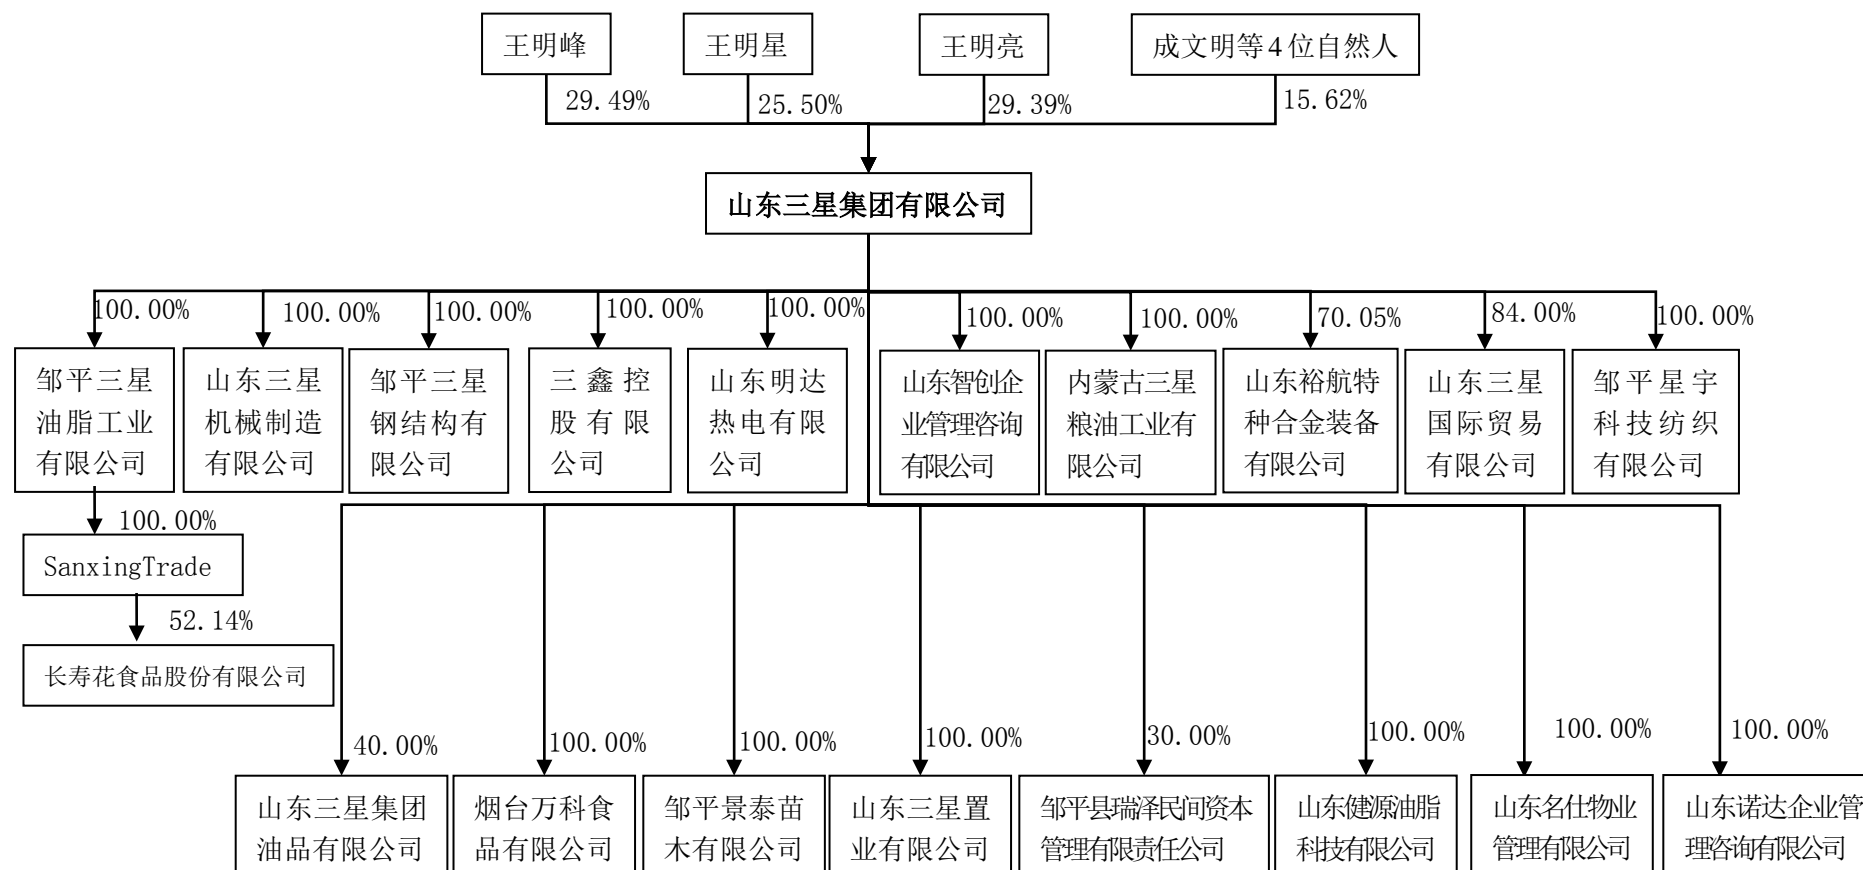 王明峰
王明星
王明亮
成文明等4位自然人
29.49%
25.50%
29.39%
15.62%
山东三星集团有限公司
100.00%
100.00%
100.00%
100.00%
100.00%
100.00%
100.00%
70.05%
84.00%
100.00%
邹平三星
油脂工业
有限公司
山东三星
机械制造
有限公司
邹平三星
钢结构有
限公司
三鑫控
股有限
公司
山东明达
热电有限
公司
山东智创企
业管理咨询
有限公司
内蒙古三星
粮油工业有
限公司
山东裕航特
种合金装备
有限公司
山东三星
国际贸易
有限公司
邹平星宇
科技纺织
有限公司
100.00%
SanxingTrade
52.14%
长寿花食品股份有限公司
40.00%
100.00%
100.00%
100.00%
30.00%
100.00%
100.00%
100.00%
山东三星集团
油品有限公司
烟台万科食
品有限公司
邹平景泰苗
木有限公司
山东三星置
业有限公司
邹平县瑞泽民间资本
管理有限责任公司
山东健源油脂
科技有限公司
山东名仕物业
管理有限公司
山东诺达企业管
理咨询有限公司